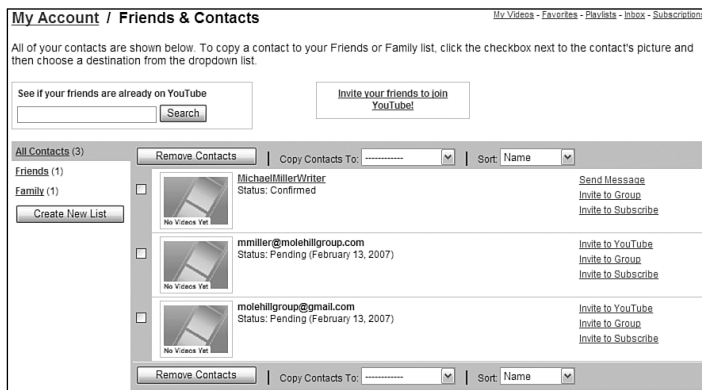 My Account / Friends & Contacts
My Videos - Favorites - Playlists - Inbox - Subscriptions
All of your contacts are shown below. To copy a contact to your Friends or Family list, click the checkbox next to the contact's picture and
then choose a destination from the dropdown list.
See if your friends are already on YouTube
Search
Invite your friends to join
YouTube!
All Contacts (3)
Friends (1)
Family (1)
Create New List
Remove Contacts | Copy Contacts To: ------------ | Sort: Name
MichaelMillerWriter
Status: Confirmed
No Videos Yet
Send Message
Invite to Group
Invite to Subscribe
mmiller@molehillgroup.com
Status: Pending (February 13, 2007)
No Videos Yet
Invite to YouTube
Invite to Group
Invite to Subscribe
molehillgroup@gmail.com
Status: Pending (February 13, 2007)
No Videos Yet
Invite to YouTube
Invite to Group
Invite to Subscribe
Remove Contacts | Copy Contacts To: ------------ | Sort: Name